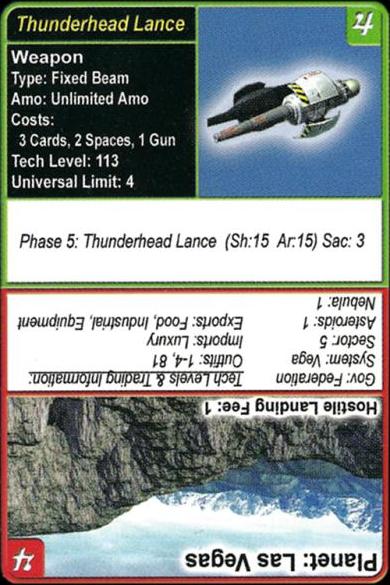 Thunderhead Lance
4
Weapon
Type: Fixed Beam
Amo: Unlimited Amo
Costs:
3 Cards, 2 Spaces, 1 Gun
Tech Level: 113
Universal Limit: 4
Phase 5: Thunderhead Lance (Sh:15 Ar:15) Sac: 3
Planet: Las Vegas
24
Hostile Landing Fee: 1
Gov: Federation
System: Vega
Sector: 5
Asteroids: 1
Nebula: 1
Tech Levels & Trading Information:
Outfits: 1-4, 81
Imports: Luxury
Exports: Food, Industrial, Equipment